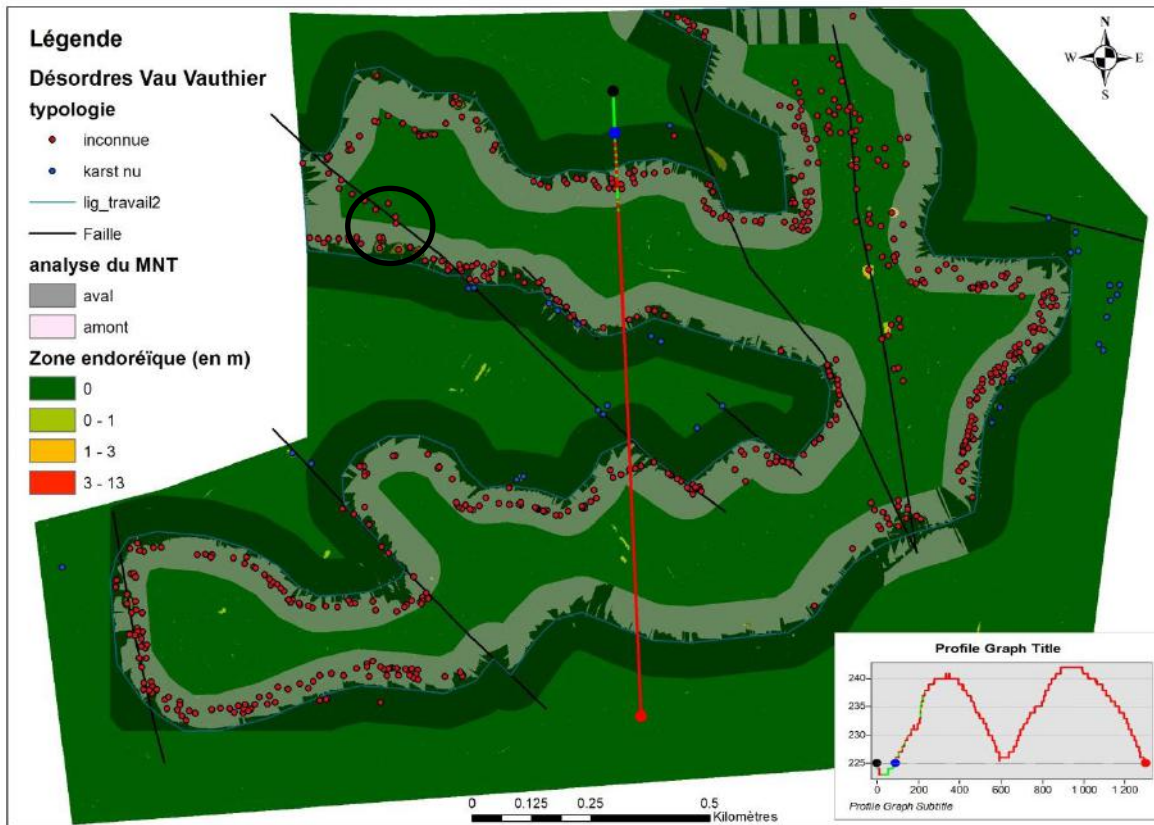 Légende
Désordres Vau Vauthier
typologie
inconnue
karst nu
lig_travail2
Faille
analyse du MNT
aval
amont
Zone endoréïque (en m)
0
0 - 1
1 - 3
3 - 13
N
W E
S
0 0.125 0.25 0.5
Kilomètres
Profile Graph Title
240
235
230
225
0 200 400 600 800 1 000 1 200
Profile Graph Subtitle